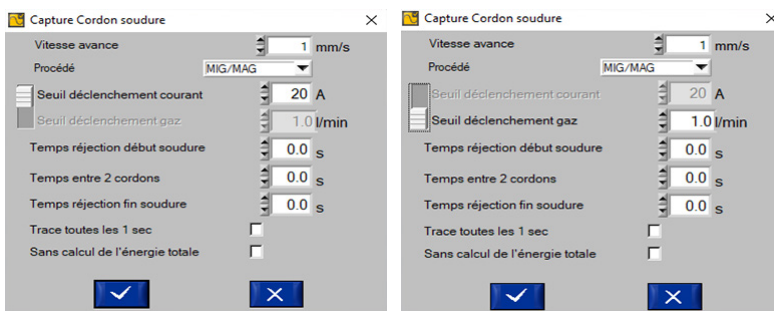 Capture Cordon soudure
Vitesse avance 1 mm/s
Procédé MIG/MAG
Seuil déclenchement courant 20 A
Seuil déclenchement gaz 1.0 l/min
Temps réjection début soudure 0.0 s
Temps entre 2 cordons 0.0 s
Temps réjection fin soudure 0.0 s
Trace toutes les 1 sec
Sans calcul de l'énergie totale
Capture Cordon soudure
Vitesse avance 1 mm/s
Procédé MIG/MAG
Seuil déclenchement courant 20 A
Seuil déclenchement gaz 1.0 l/min
Temps réjection début soudure 0.0 s
Temps entre 2 cordons 0.0 s
Temps réjection fin soudure 0.0 s
Trace toutes les 1 sec
Sans calcul de l'énergie totale